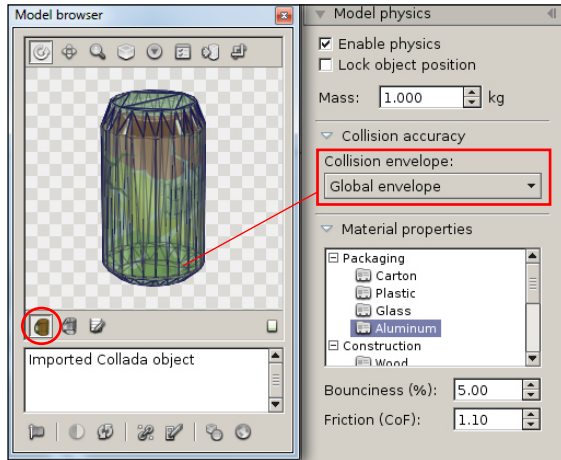 Model browser
Imported Collada object
Model physics
Enable physics
Lock object position
Mass: 1.000 kg
Collision accuracy
Collision envelope:
Global envelope
Material properties
Packaging
Carton
Plastic
Glass
Aluminum
Construction
Wood
Bounciness (%): 5.00
Friction (CoF): 1.10